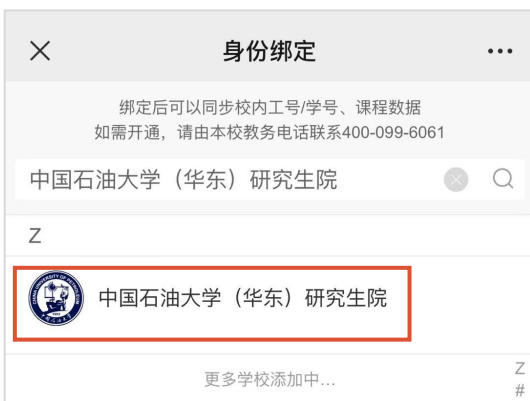 身份绑定
绑定后可以同步校内工号/学号、课程数据
如需开通，请由本校教务电话联系400-099-6061
中国石油大学（华东）研究生院
Z
中国石油大学（华东）研究生院
更多学校添加中...
Z
#